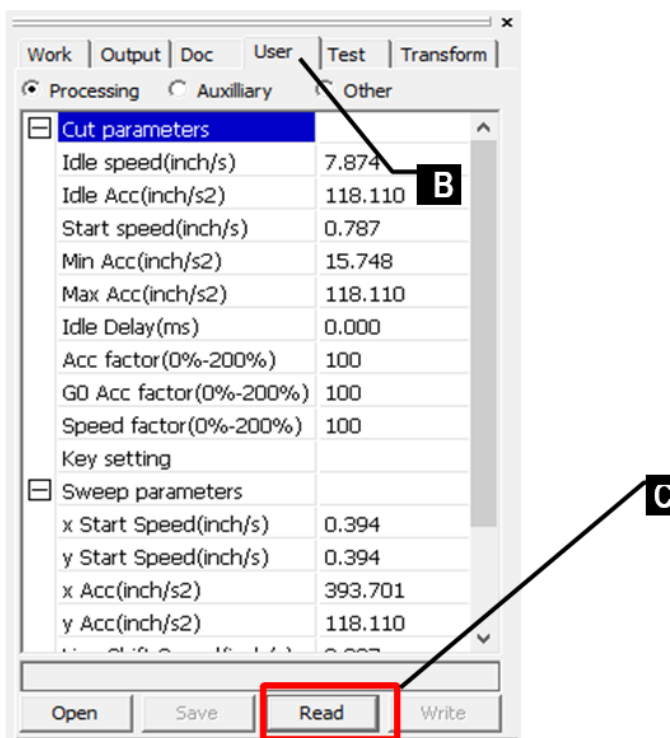 ×
Work Output Doc User Test Transform
Processing Auxilliary Other
Cut parameters
Idle speed(inch/s) 7.874
B
Idle Acc(inch/s2) 118.110
Start speed(inch/s) 0.787
Min Acc(inch/s2) 15.748
Max Acc(inch/s2) 118.110
Idle Delay(ms) 0.000
Acc factor(0%-200%) 100
G0 Acc factor(0%-200%) 100
Speed factor(0%-200%) 100
Key setting
Sweep parameters
C
x Start Speed(inch/s) 0.394
y Start Speed(inch/s) 0.394
x Acc(inch/s2) 393.701
y Acc(inch/s2) 118.110
Open Save Read Write